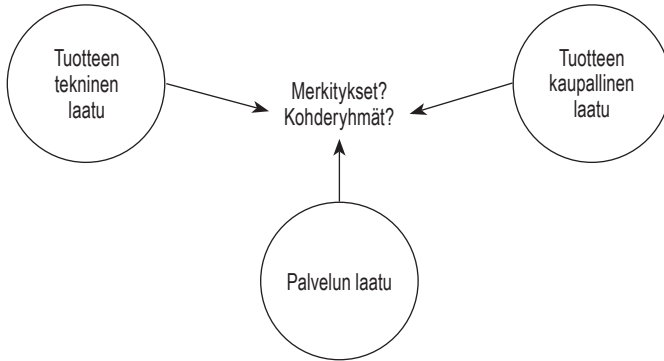 Tuotteen
tekninen
laatu
Merkitykset?
Kohderyhmät?
Tuotteen
kaupallinen
laatu
Palvelun laatu